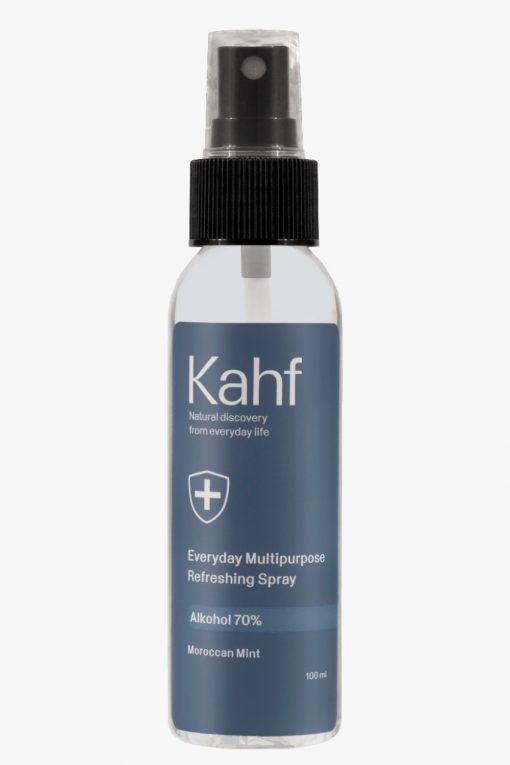 Kahf
Natural discovery
from everyday life
Everyday Multipurpose
Refreshing Spray
Alkohol 70%
Moroccan Mint
100 ml